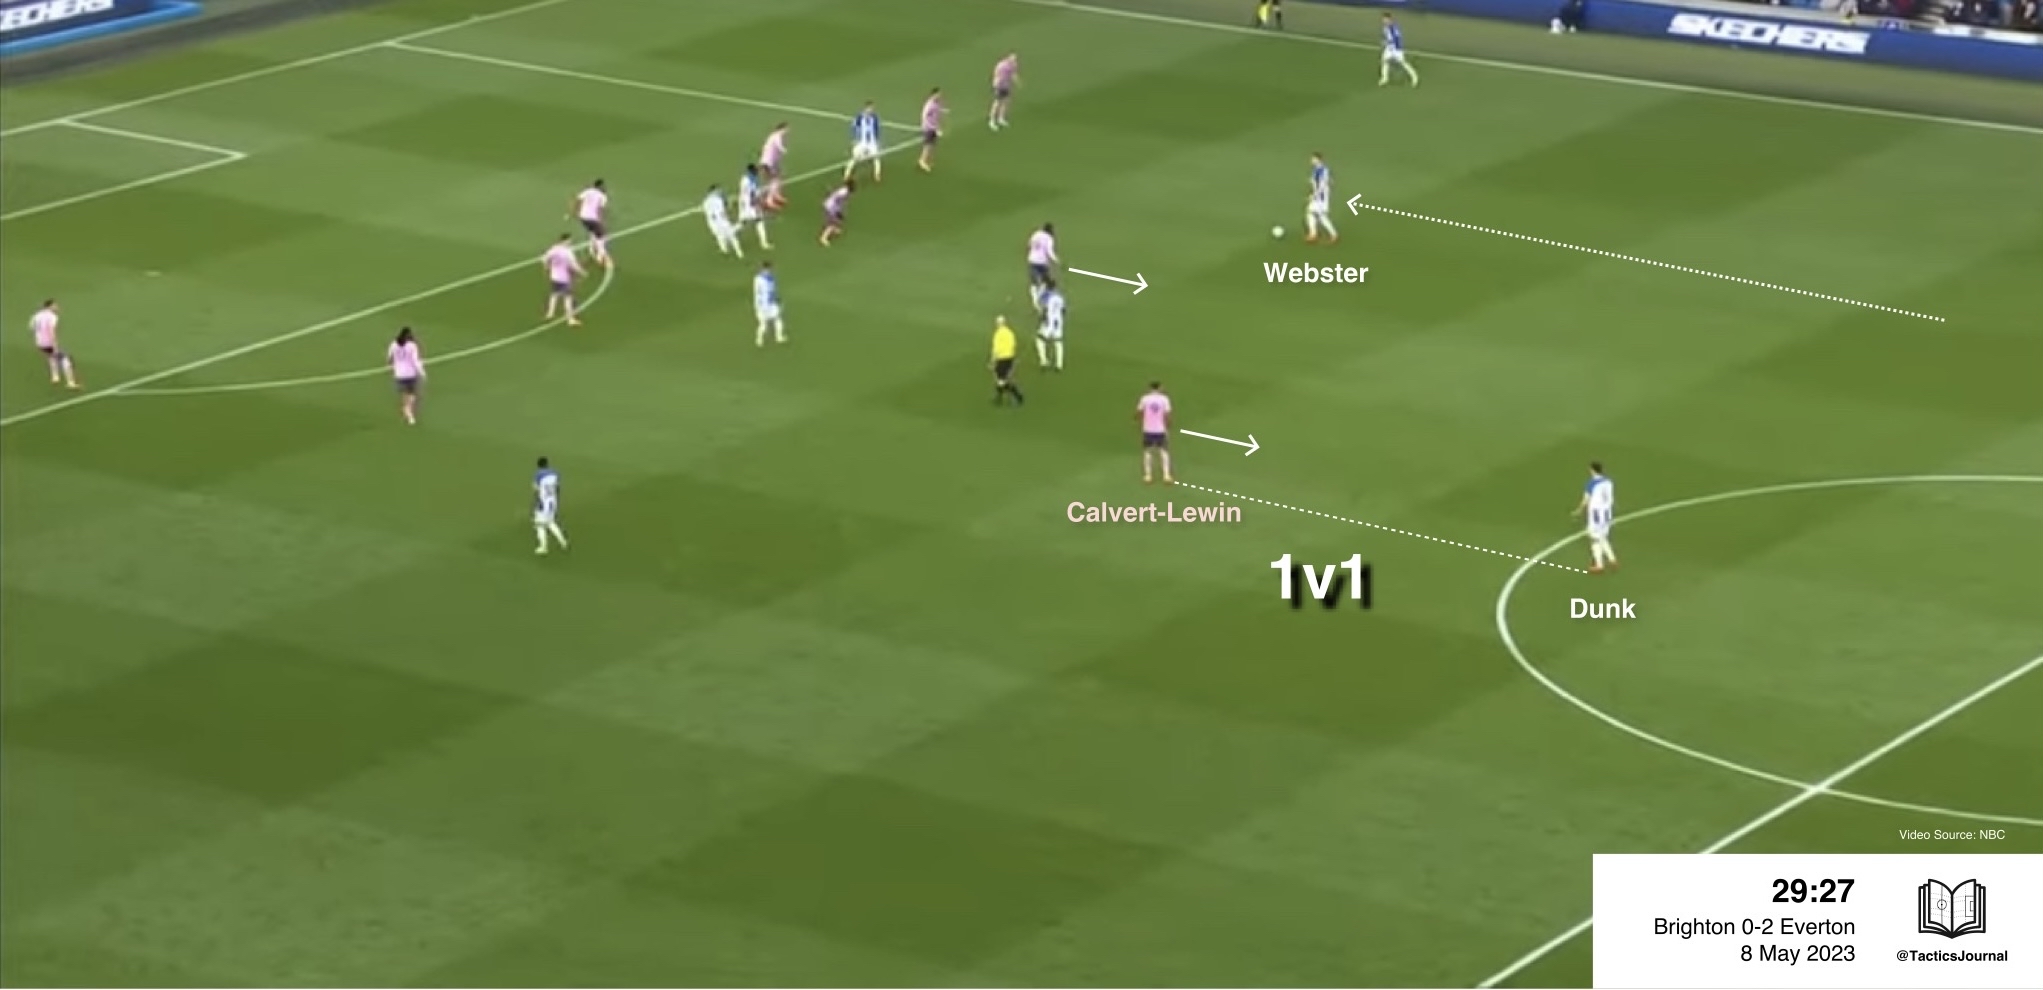 SKECHERS
SKECHERS
Webster
Calvert-Lewin
1v1
Dunk
Video Source: NBC
29:27
Brighton 0-2 Everton
8 May 2023
@TacticsJournal